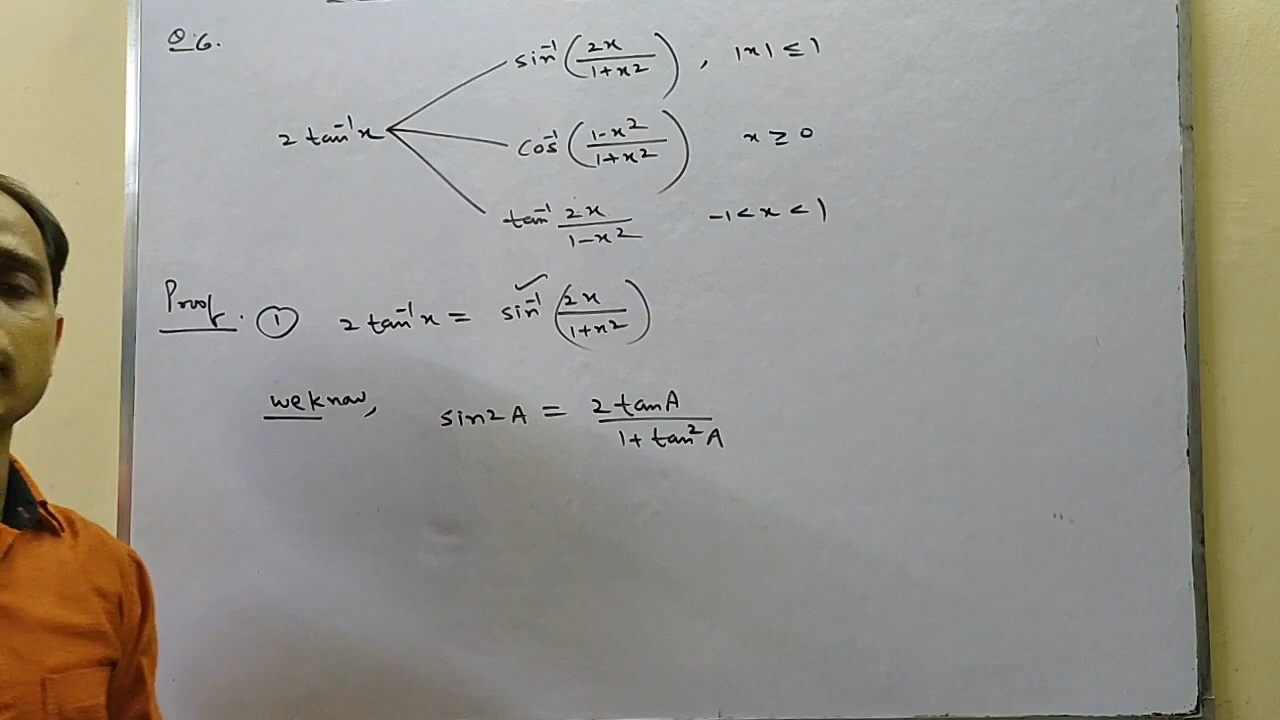 Q.6.
sin⁻¹(2x/1+x²), |x| ≤ 1
2 tan⁻¹x
cos⁻¹(1-x²/1+x²) x ≥ 0
tan⁻¹ 2x/1-x² -1 < x < 1
Proof. ① 2 tan⁻¹x = sin⁻¹(2x/1+x²)
we know, sin2A = 2 tanA/1+tan²A